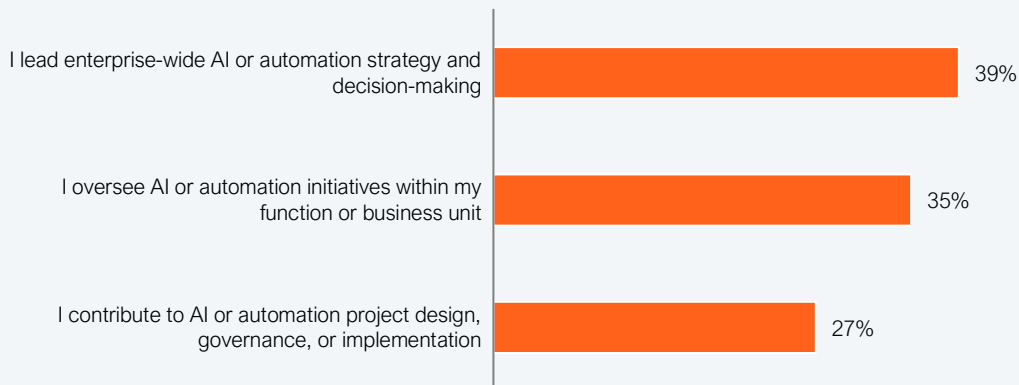 I lead enterprise-wide AI or automation strategy and
decision-making
39%
I oversee AI or automation initiatives within my
function or business unit
35%
I contribute to AI or automation project design,
governance, or implementation
27%